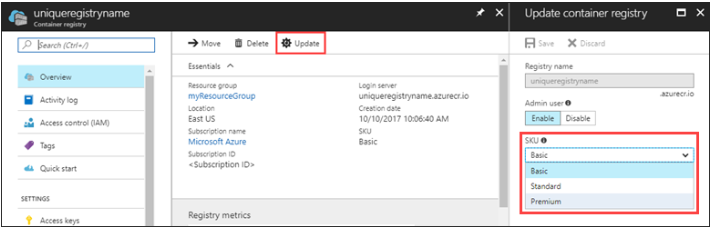 uniqueregistryname
Container registry
Search (Ctrl+/)
Overview
Activity log
Access control (IAM)
Tags
Quick start
SETTINGS
Access keys
Move
Delete
Update
Essentials
Resource group
myResourceGroup
Location
East US
Subscription name
Microsoft Azure
Subscription ID
<Subscription ID>
Login server
uniqueregistryname.azurecr.io
Creation date
10/10/2017 10:06:40 AM
SKU
Basic
Registry metrics
Update container registry
Save
Discard
Registry name
uniqueregistryname
.azurecr.io
Admin user
Enable
Disable
SKU
Basic
Basic
Standard
Premium